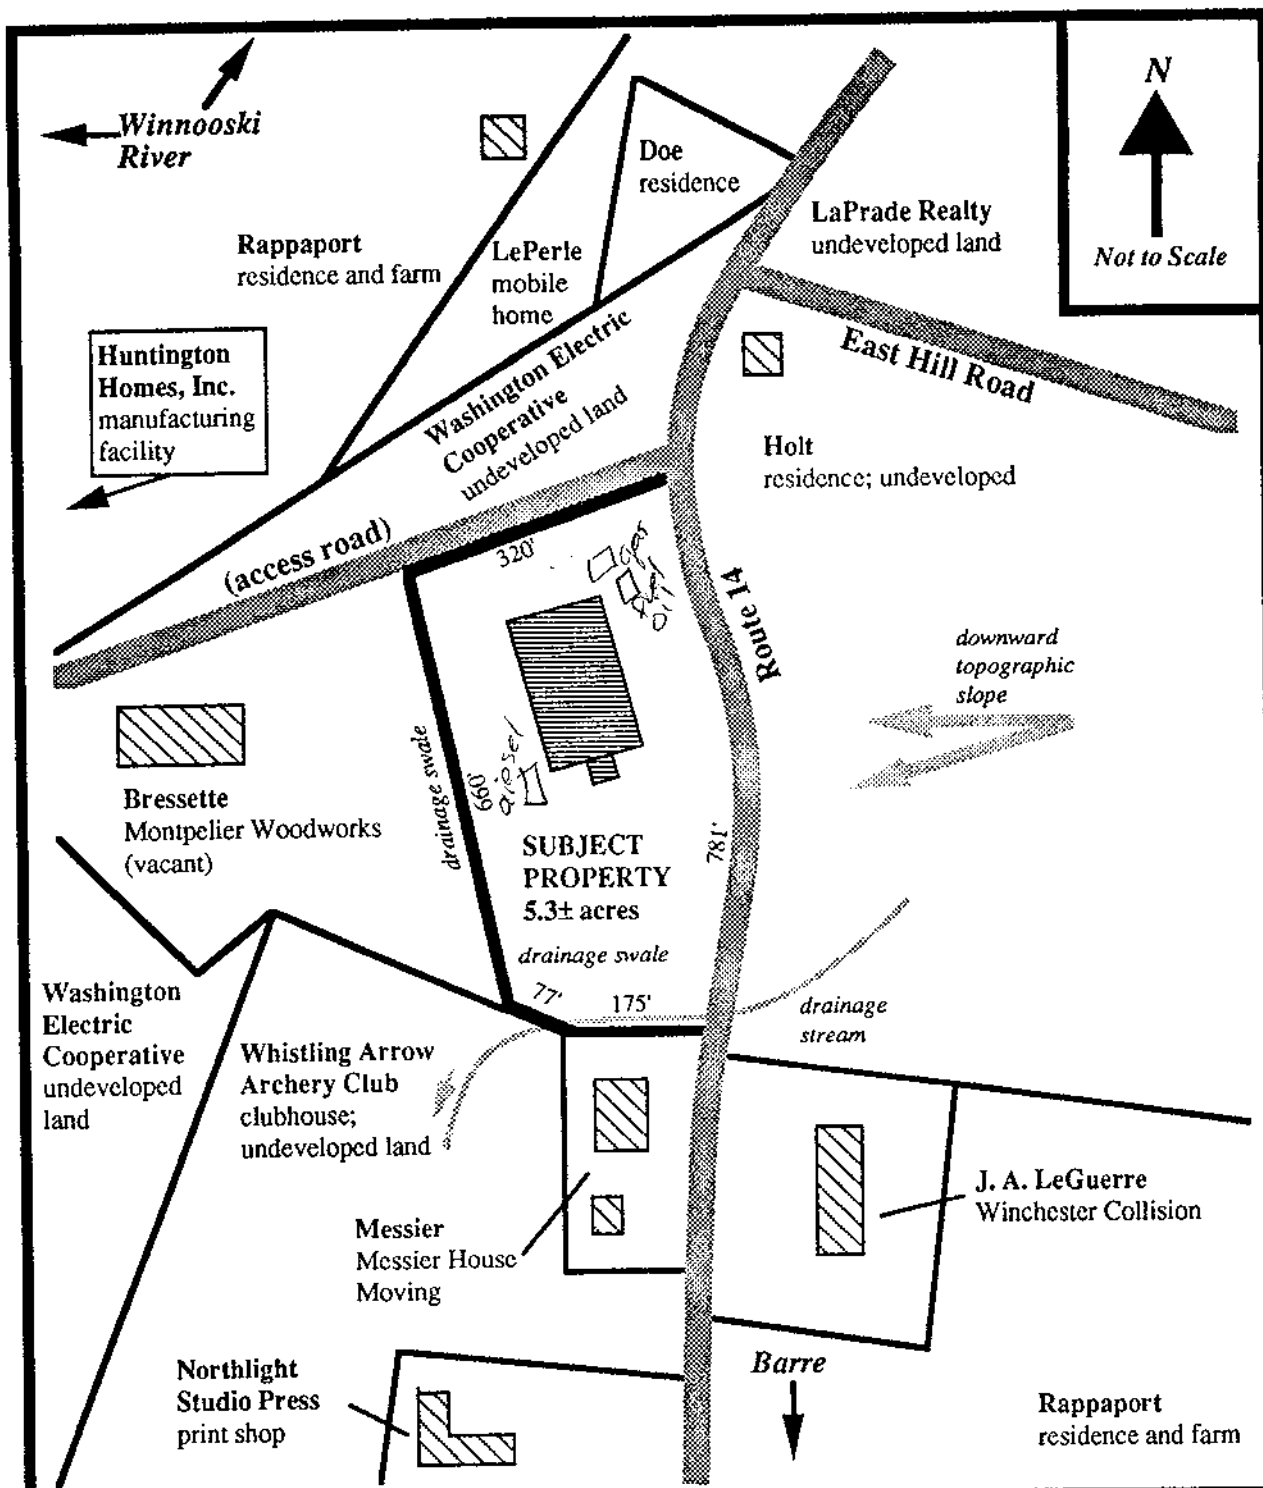 N
Not to Scale
Winnooski
River
Doe
residence
LaPrade Realty
undeveloped land
Rappaport
residence and farm
LePerle
mobile
home
Huntington
Homes, Inc.
manufacturing
facility
Washington Electric
Cooperative
undeveloped land
East Hill Road
Holt
residence; undeveloped
(access road)
320'
gas
Oil
Route 14
downward
topographic
slope
drainage swale
660'
diesel
Bressette
Montpelier Woodworks
(vacant)
SUBJECT
PROPERTY
5.3± acres
781'
drainage swale
77'
175'
drainage
stream
Washington
Electric
Cooperative
undeveloped
land
Whistling Arrow
Archery Club
clubhouse;
undeveloped land
J. A. LeGuerre
Winchester Collision
Messier
Messier House
Moving
Northlight
Studio Press
print shop
Barre
Rappaport
residence and farm